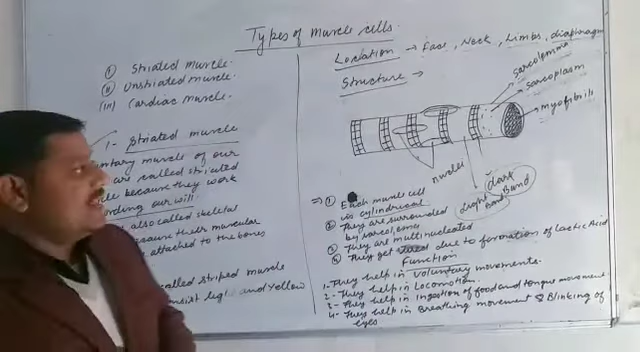 Types of muscle cells.
(i) Striated muscle.
(ii) Unstriated muscle.
(iii) Cardiac muscle.
1- Striated muscle
muscle of our
are called striated
because they work
our will.
also called skeletal
their muscular
attached to the bones
called striped muscle
and Yellow
Location → Face, Neck, Limbs, diaphragm
Structure →
sarcolemma
sarcoplasm
myofibrils
nucleus
dark Band
Light Band
⇒ ① Each muscle cell
is cylindrical
② They are surrounded
by
③ They are multinucleated
④ They get due to formation of Lactic Acid
Function
1- They help in voluntary movements.
2- They help in Locomotion.
3- They help in ingestion of food and tongue movement
4- They help in Breathing movement & Blinking of
eyes